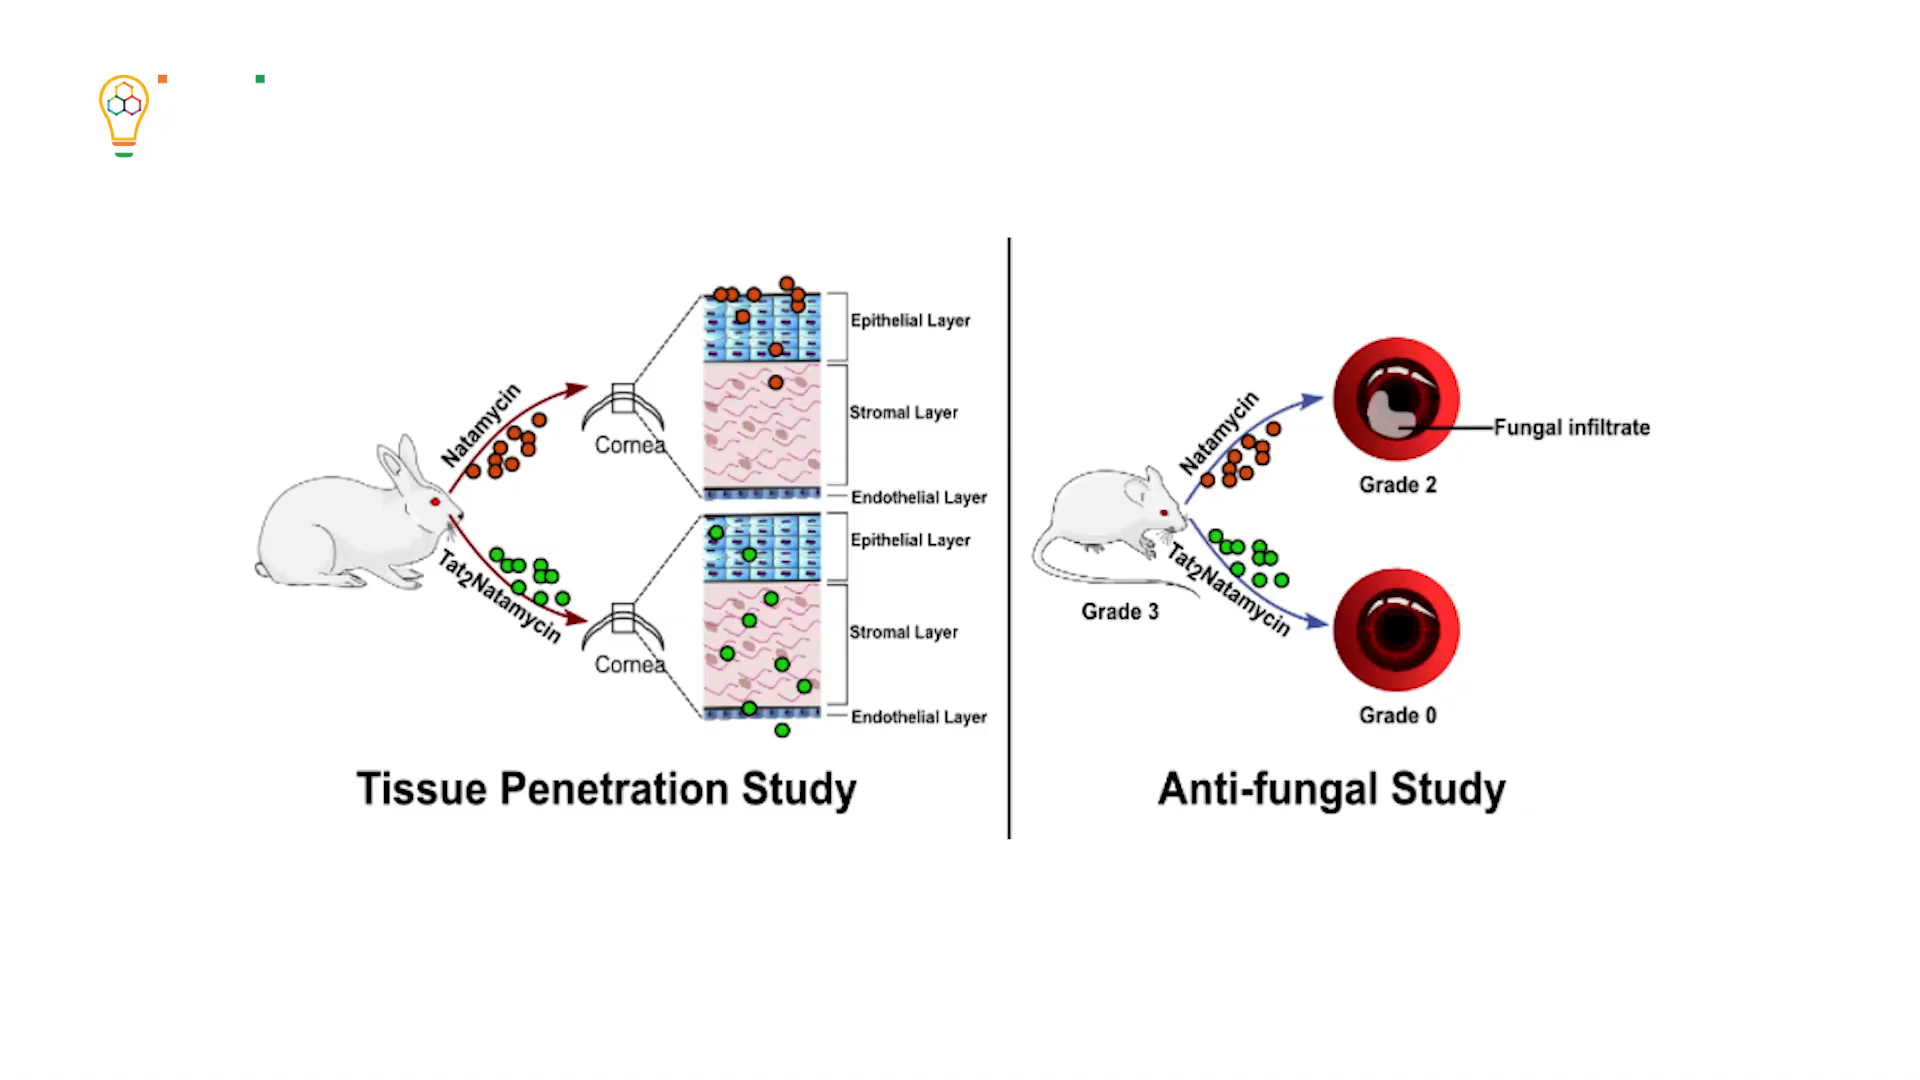 Natamycin
Cornea
Epithelial Layer
Stromal Layer
Endothelial Layer
Tat2Natamycin
Cornea
Epithelial Layer
Stromal Layer
Endothelial Layer
Tissue Penetration Study
Natamycin
Fungal infiltrate
Grade 2
Grade 3
Tat2Natamycin
Grade 0
Anti-fungal Study